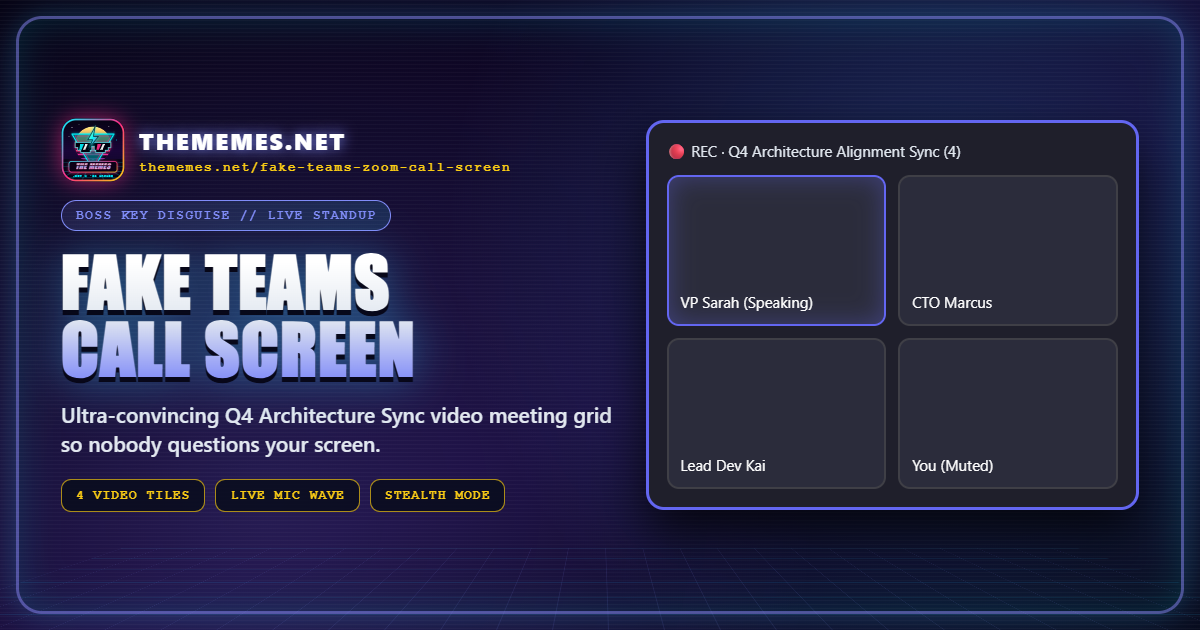 THEMEMES.NET
thememes.net/fake-teams-zoom-call-screen
BOSS KEY DISGUISE // LIVE STANDUP
FAKE TEAMS
CALL SCREEN
Ultra-convincing Q4 Architecture Sync video meeting grid
so nobody questions your screen.
4 VIDEO TILES
LIVE MIC WAVE
STEALTH MODE
REC · Q4 Architecture Alignment Sync (4)
VP Sarah (Speaking)
CTO Marcus
Lead Dev Kai
You (Muted)